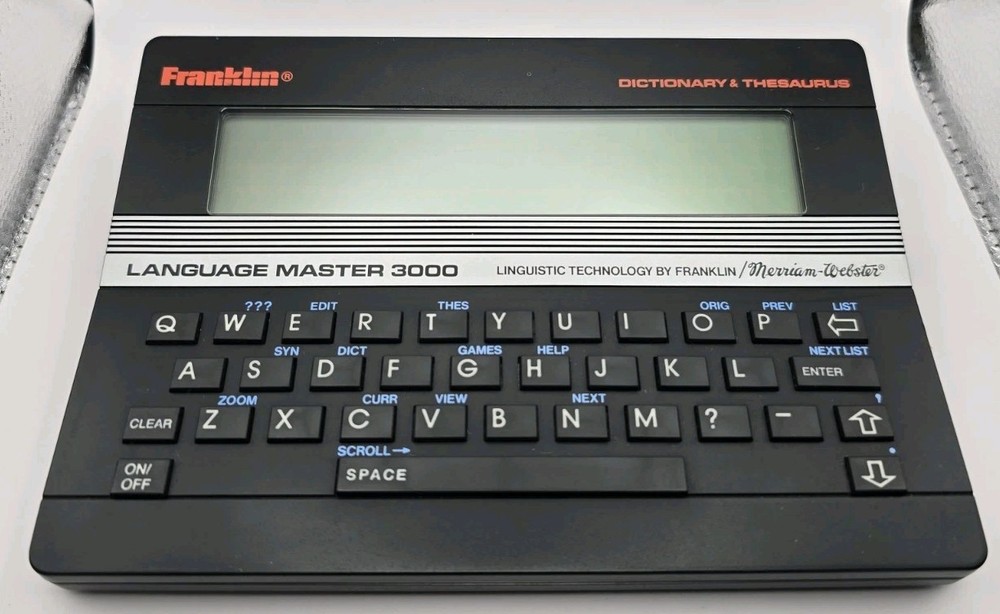 Franklin® DICTIONARY & THESAURUS
LANGUAGE MASTER 3000 LINGUISTIC TECHNOLOGY BY FRANKLIN/Merriam-Webster®
??? EDIT THES ORIG PREV LIST
Q W E R T Y U I O P ⇦
SYN DICT GAMES HELP NEXT LIST
A S D F G H J K L ENTER
ZOOM CURR VIEW NEXT '
CLEAR Z X C V B N M ? – ⇧
SCROLL→ •
ON/ SPACE ⇩
OFF